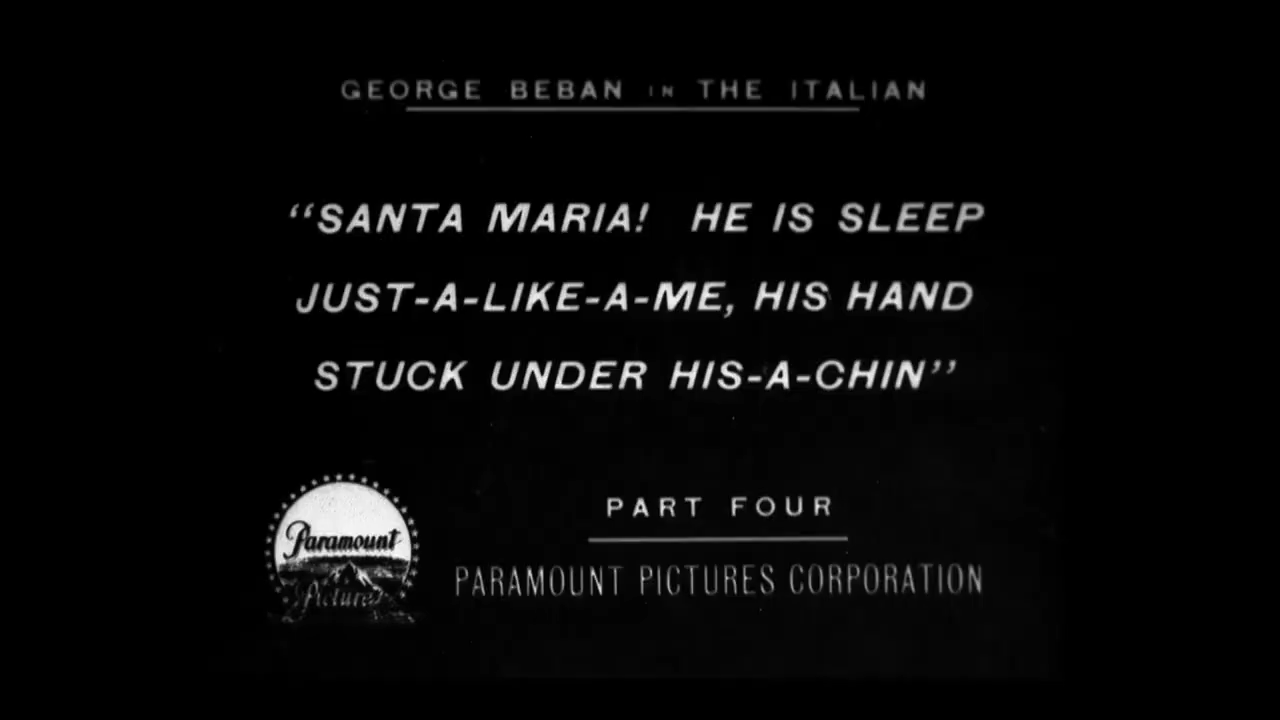 GEORGE BEBAN IN THE ITALIAN
“SANTA MARIA! HE IS SLEEP
JUST-A-LIKE-A-ME, HIS HAND
STUCK UNDER HIS-A-CHIN”
PART FOUR
Paramount
Pictures
PARAMOUNT PICTURES CORPORATION